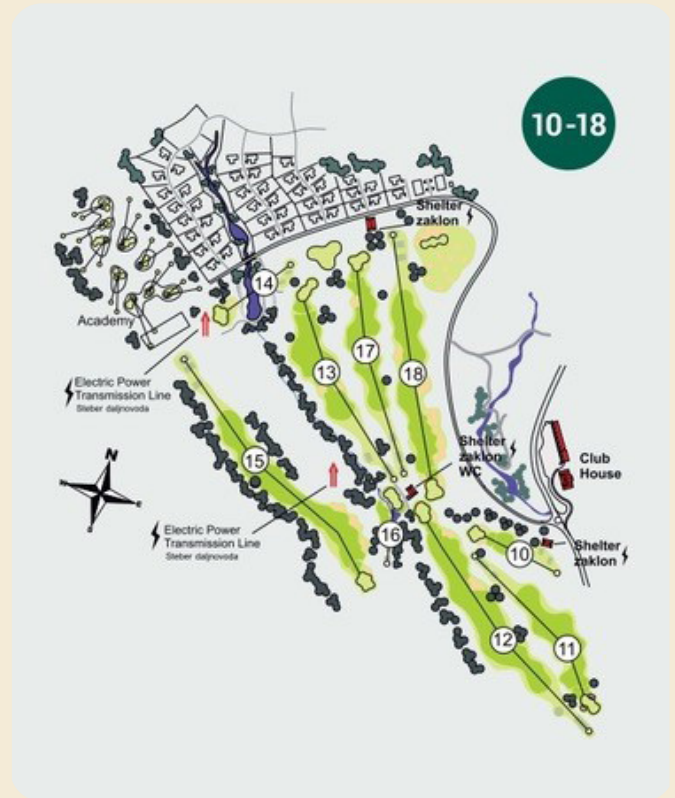 10-18
Shelter
zaklon
14
Academy
13
17
18
Electric Power
Transmission Line
Steber daljnovoda
N
15
Shelter
zaklon
WC
Club
House
Electric Power
Transmission Line
Steber daljnovoda
16
10
Shelter
zaklon
12
11